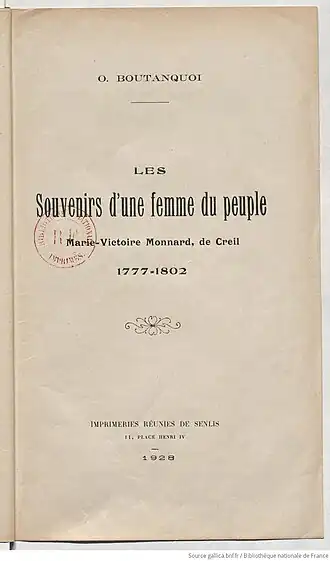 O. BOUTANQUOI
LES
Souvenirs d'une femme du peuple
Marie-Victoire Monnard, de Creil
1777-1802
IMPRIMERIES RÉUNIES DE SENLIS
11, PLACE HENRI IV
1928
Source gallica.bnf.fr / Bibliothèque nationale de France